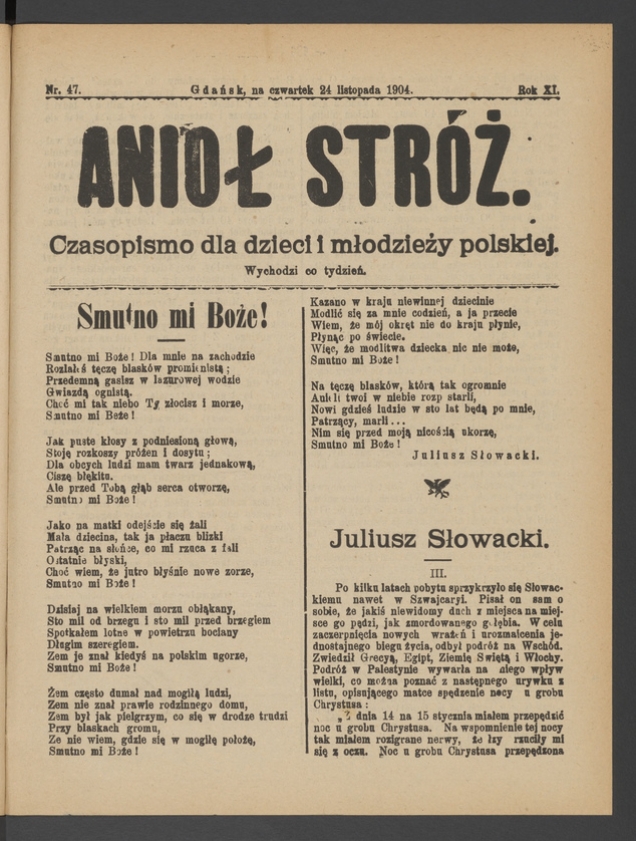 Nr. 47. Gdańsk, na czwartek 24 listopada 1904. Rok XI.
ANIOŁ STRÓŻ.
Czasopismo dla dzieci i młodzieży polskiej.
Wychodzi co tydzień.
Smutno mi Boże!
Smutno mi Boże! Dla mnie na zachodzie
Rozlałeś tęczę blasków promienistą;
Przedemną gasisz w lazurowej wodzie
Gwiazdą ognistą.
Choć mi tak niebo Ty złocisz i morze,
Smutno mi Boże!
Jak puste kłosy z podniesioną głową,
Stoję rozkoszy próżen i dosytu;
Dla obcych ludzi mam twarz jednakową,
Ciszę błękitu.
Ale przed Tobą głąb serca otworzę,
Smutno mi Boże!
Jako na matki odejście się żali
Mała dziecina, tak ja płaczu blizki
Patrząc na słońce, co mi rzuca z fali
Ostatnie błyski,
Choć wiem, że jutro błyśnie nowe zorze,
Smutno mi Boże!
Dzisiaj na wielkiem morzu obłąkany,
Sto mil od brzegu i sto mil przed brzegiem
Spotkałem lotne w powietrzu bociany
Długim szeregiem.
Żem je znał kiedyś na polskim ugorze,
Smutno mi Boże!
Żem często dumał nad mogiłą ludzi,
Żem nie znał prawie rodzinnego domu,
Żem był jak pielgrzym, co się w drodze trudzi
Przy blaskach gromu,
Że nie wiem, gdzie się w mogiłę położę,
Smutno mi Boże!
Kazano w kraju niewinnej dziecinie
Modlić się za mnie codzień, a ja przecie
Wiem, że mój okręt nie do kraju płynie,
Płynąc po świecie.
Więc, że modlitwa dziecka nic nie może,
Smutno mi Boże!
Na tęczę blasków, którą tak ogromnie
Anieli twoi w niebie rozpostarli,
Nowi gdzieś ludzie w sto lat będą po mnie,
Patrzący, marli...
Nim się przed moją nicością ukorzę,
Smutno mi Boże!
Juliusz Słowacki.
Juliusz Słowacki.
III.
Po kilku latach pobytu sprzykrzyło się Słowac-
kiemu nawet w Szwajcaryi. Pisał on sam o
sobie, że jakiś niewidomy duch z miejsca na miej-
sce go pędzi, jak zmordowanego gołębia. W celu
zaczerpnięcia nowych wrażeń i urozmaicenia je-
dnostajnego biegu życia, odbył podróż na Wschód.
Zwiedził Grecyą, Egipt, Ziemię Świętą i Włochy.
Podróż w Palestynie wywarła na niego wpływ
wielki, co można poznać z następnego urywku z
listu, opisującego matce spędzenie nocy u grobu
Chrystusa:
„Z dnia 14 na 15 stycznia miałem przepędzić
noc u grobu Chrystusa. Na wspomnienie tej nocy
tak miałem rozigrane nerwy, że łzy rzuciły mi
się z oczu. Noc u grobu Chrystusa przepędzona